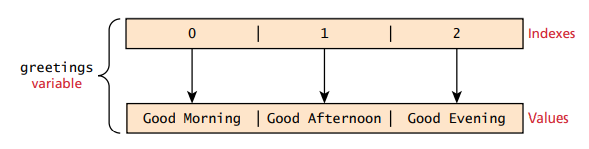 0 | 1 | 2 Indexes
greetings
variable
Good Morning | Good Afternoon | Good Evening Values